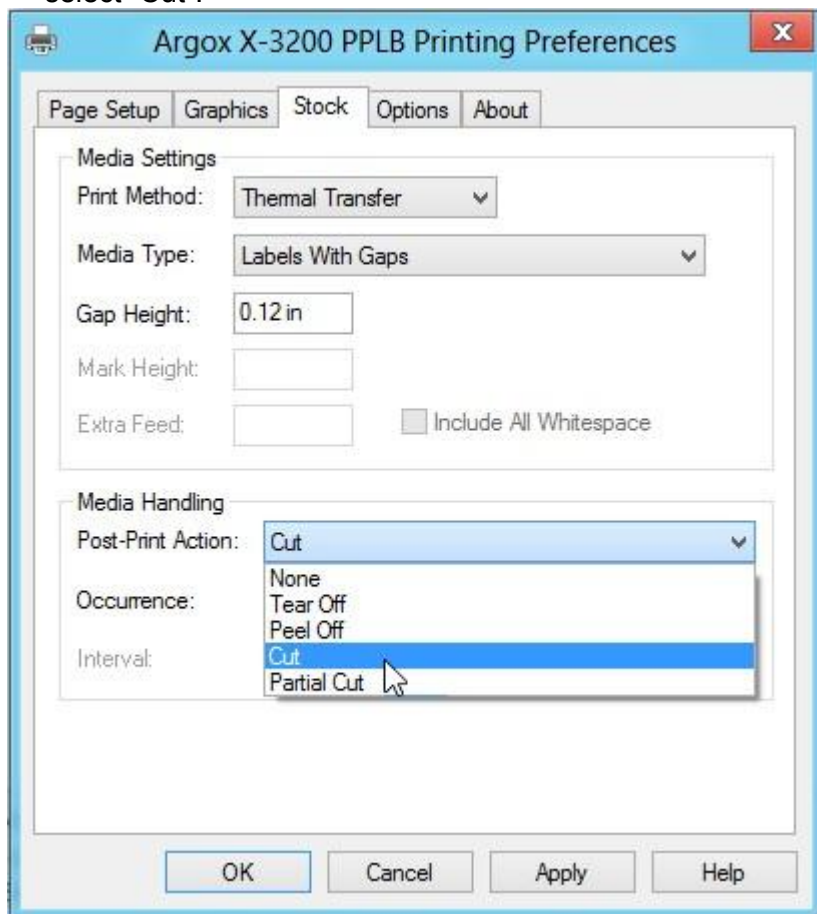 select "Cut".
Argox X-3200 PPLB Printing Preferences
Page Setup Graphics Stock Options About
Media Settings
Print Method: Thermal Transfer
Media Type: Labels With Gaps
Gap Height: 0.12 in
Mark Height:
Extra Feed: Include All Whitespace
Media Handling
Post-Print Action: Cut
None
Occurrence: Tear Off
Peel Off
Interval: Cut
Partial Cut
OK Cancel Apply Help